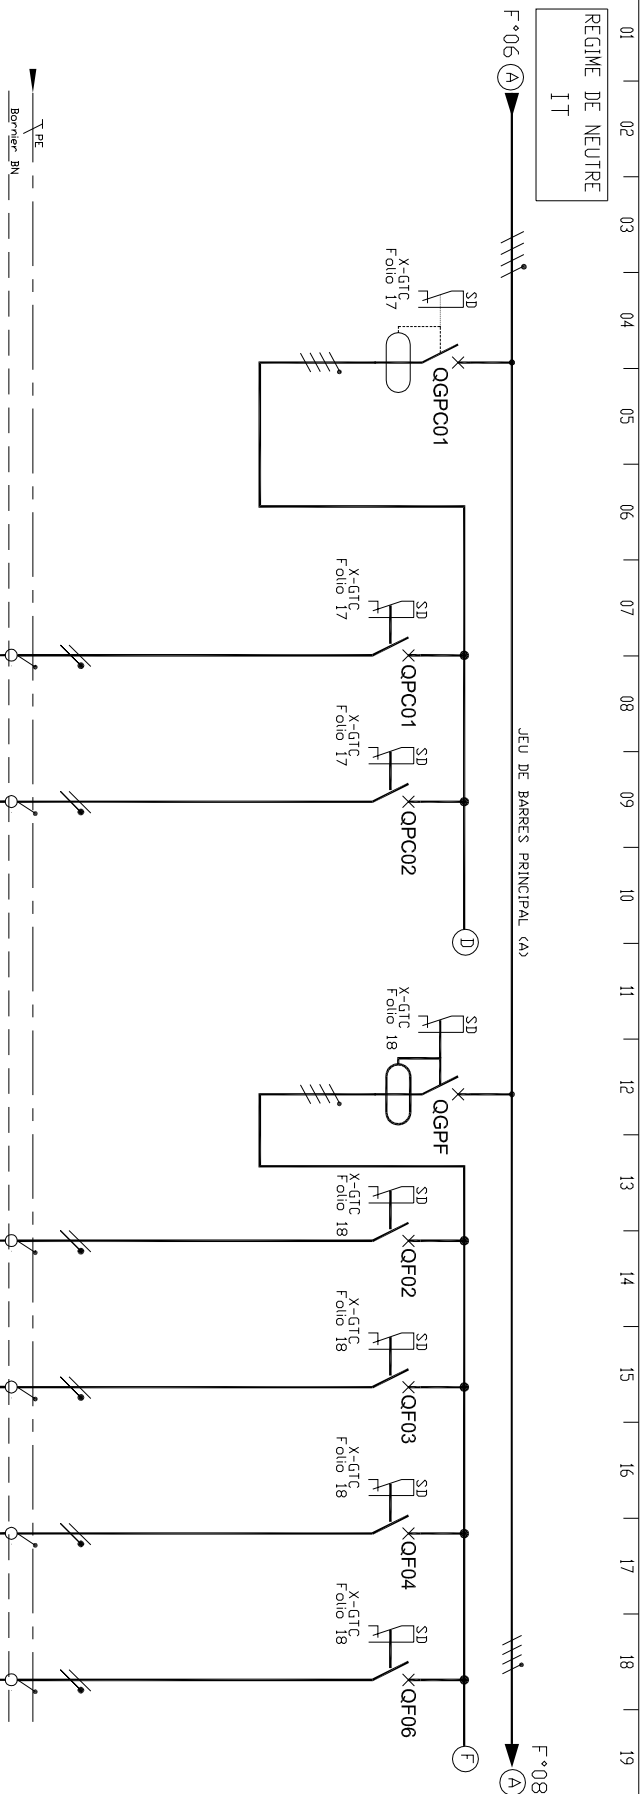 01 02 03 04 05 06 07 08 09 10 11 12 13 14 15 16 17 18 19
REGIME DE NEUTRE
IT
F°06 A
F°08
A
JEU DE BARRES PRINCIPAL (A)
SD
X-GTC
Folio 17
QGPC01
SD
X-GTC
Folio 17
QPC01
SD
X-GTC
Folio 17
QPC02
D
SD
X-GTC
Folio 18
QGPF
SD
X-GTC
Folio 18
QF02
SD
X-GTC
Folio 18
QF03
SD
X-GTC
Folio 18
QF04
SD
X-GTC
Folio 18
QF06
F
PE
Bornier BN